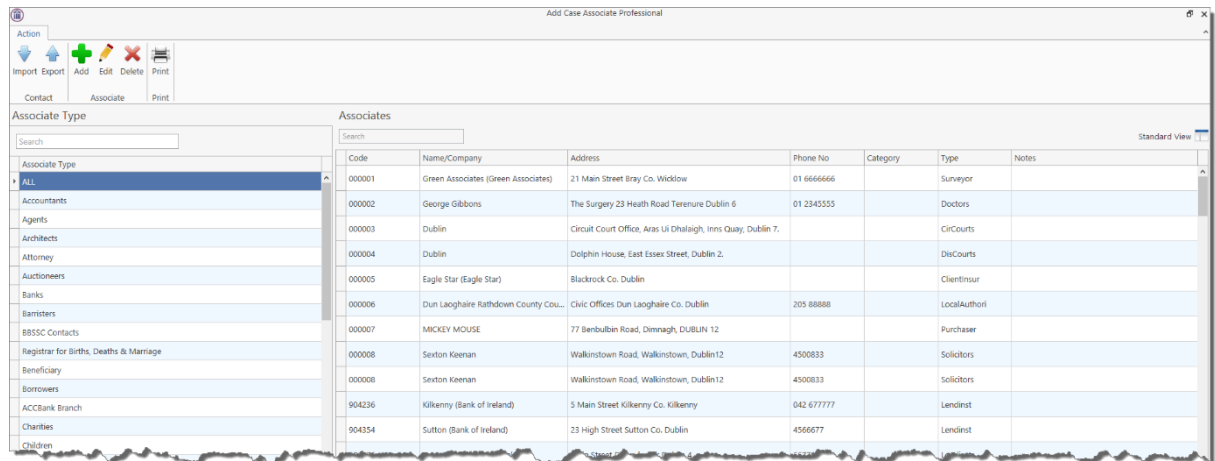 Add Case Associate Professional
Action
Import Export Add Edit Delete Print
Contact Associate Print
Associate Type
Search
Associate Type
ALL
Accountants
Agents
Architects
Attorney
Auctioneers
Banks
Barristers
BBSSC Contacts
Registrar for Births, Deaths & Marriage
Beneficiary
Borrowers
ACCBank Branch
Charities
Children
Associates
Search
Standard View
Code Name/Company Address Phone No Category Type Notes
000001 Green Associates (Green Associates) 21 Main Street Bray Co. Wicklow 01 6666666 Surveyor
000002 George Gibbons The Surgery 23 Heath Road Terenure Dublin 6 01 2345555 Doctors
000003 Dublin Circuit Court Office, Aras Ui Dhalaigh, Inns Quay, Dublin 7. CirCourts
000004 Dublin Dolphin House, East Essex Street, Dublin 2. DisCourts
000005 Eagle Star (Eagle Star) Blackrock Co. Dublin ClientInsur
000006 Dun Laoghaire Rathdown County Cou... Civic Offices Dun Laoghaire Co. Dublin 205 88888 LocalAuthori
000007 MICKEY MOUSE 77 Benbulbin Road, Dimnagh, DUBLIN 12 Purchaser
000008 Sexton Keenan Walkinstown Road, Walkinstown, Dublin12 4500833 Solicitors
000008 Sexton Keenan Walkinstown Road, Walkinstown, Dublin12 4500833 Solicitors
904236 Kilkenny (Bank of Ireland) 5 Main Street Kilkenny Co. Kilkenny 042 677777 Lendinst
904354 Sutton (Bank of Ireland) 23 High Street Sutton Co. Dublin 4566677 Lendinst